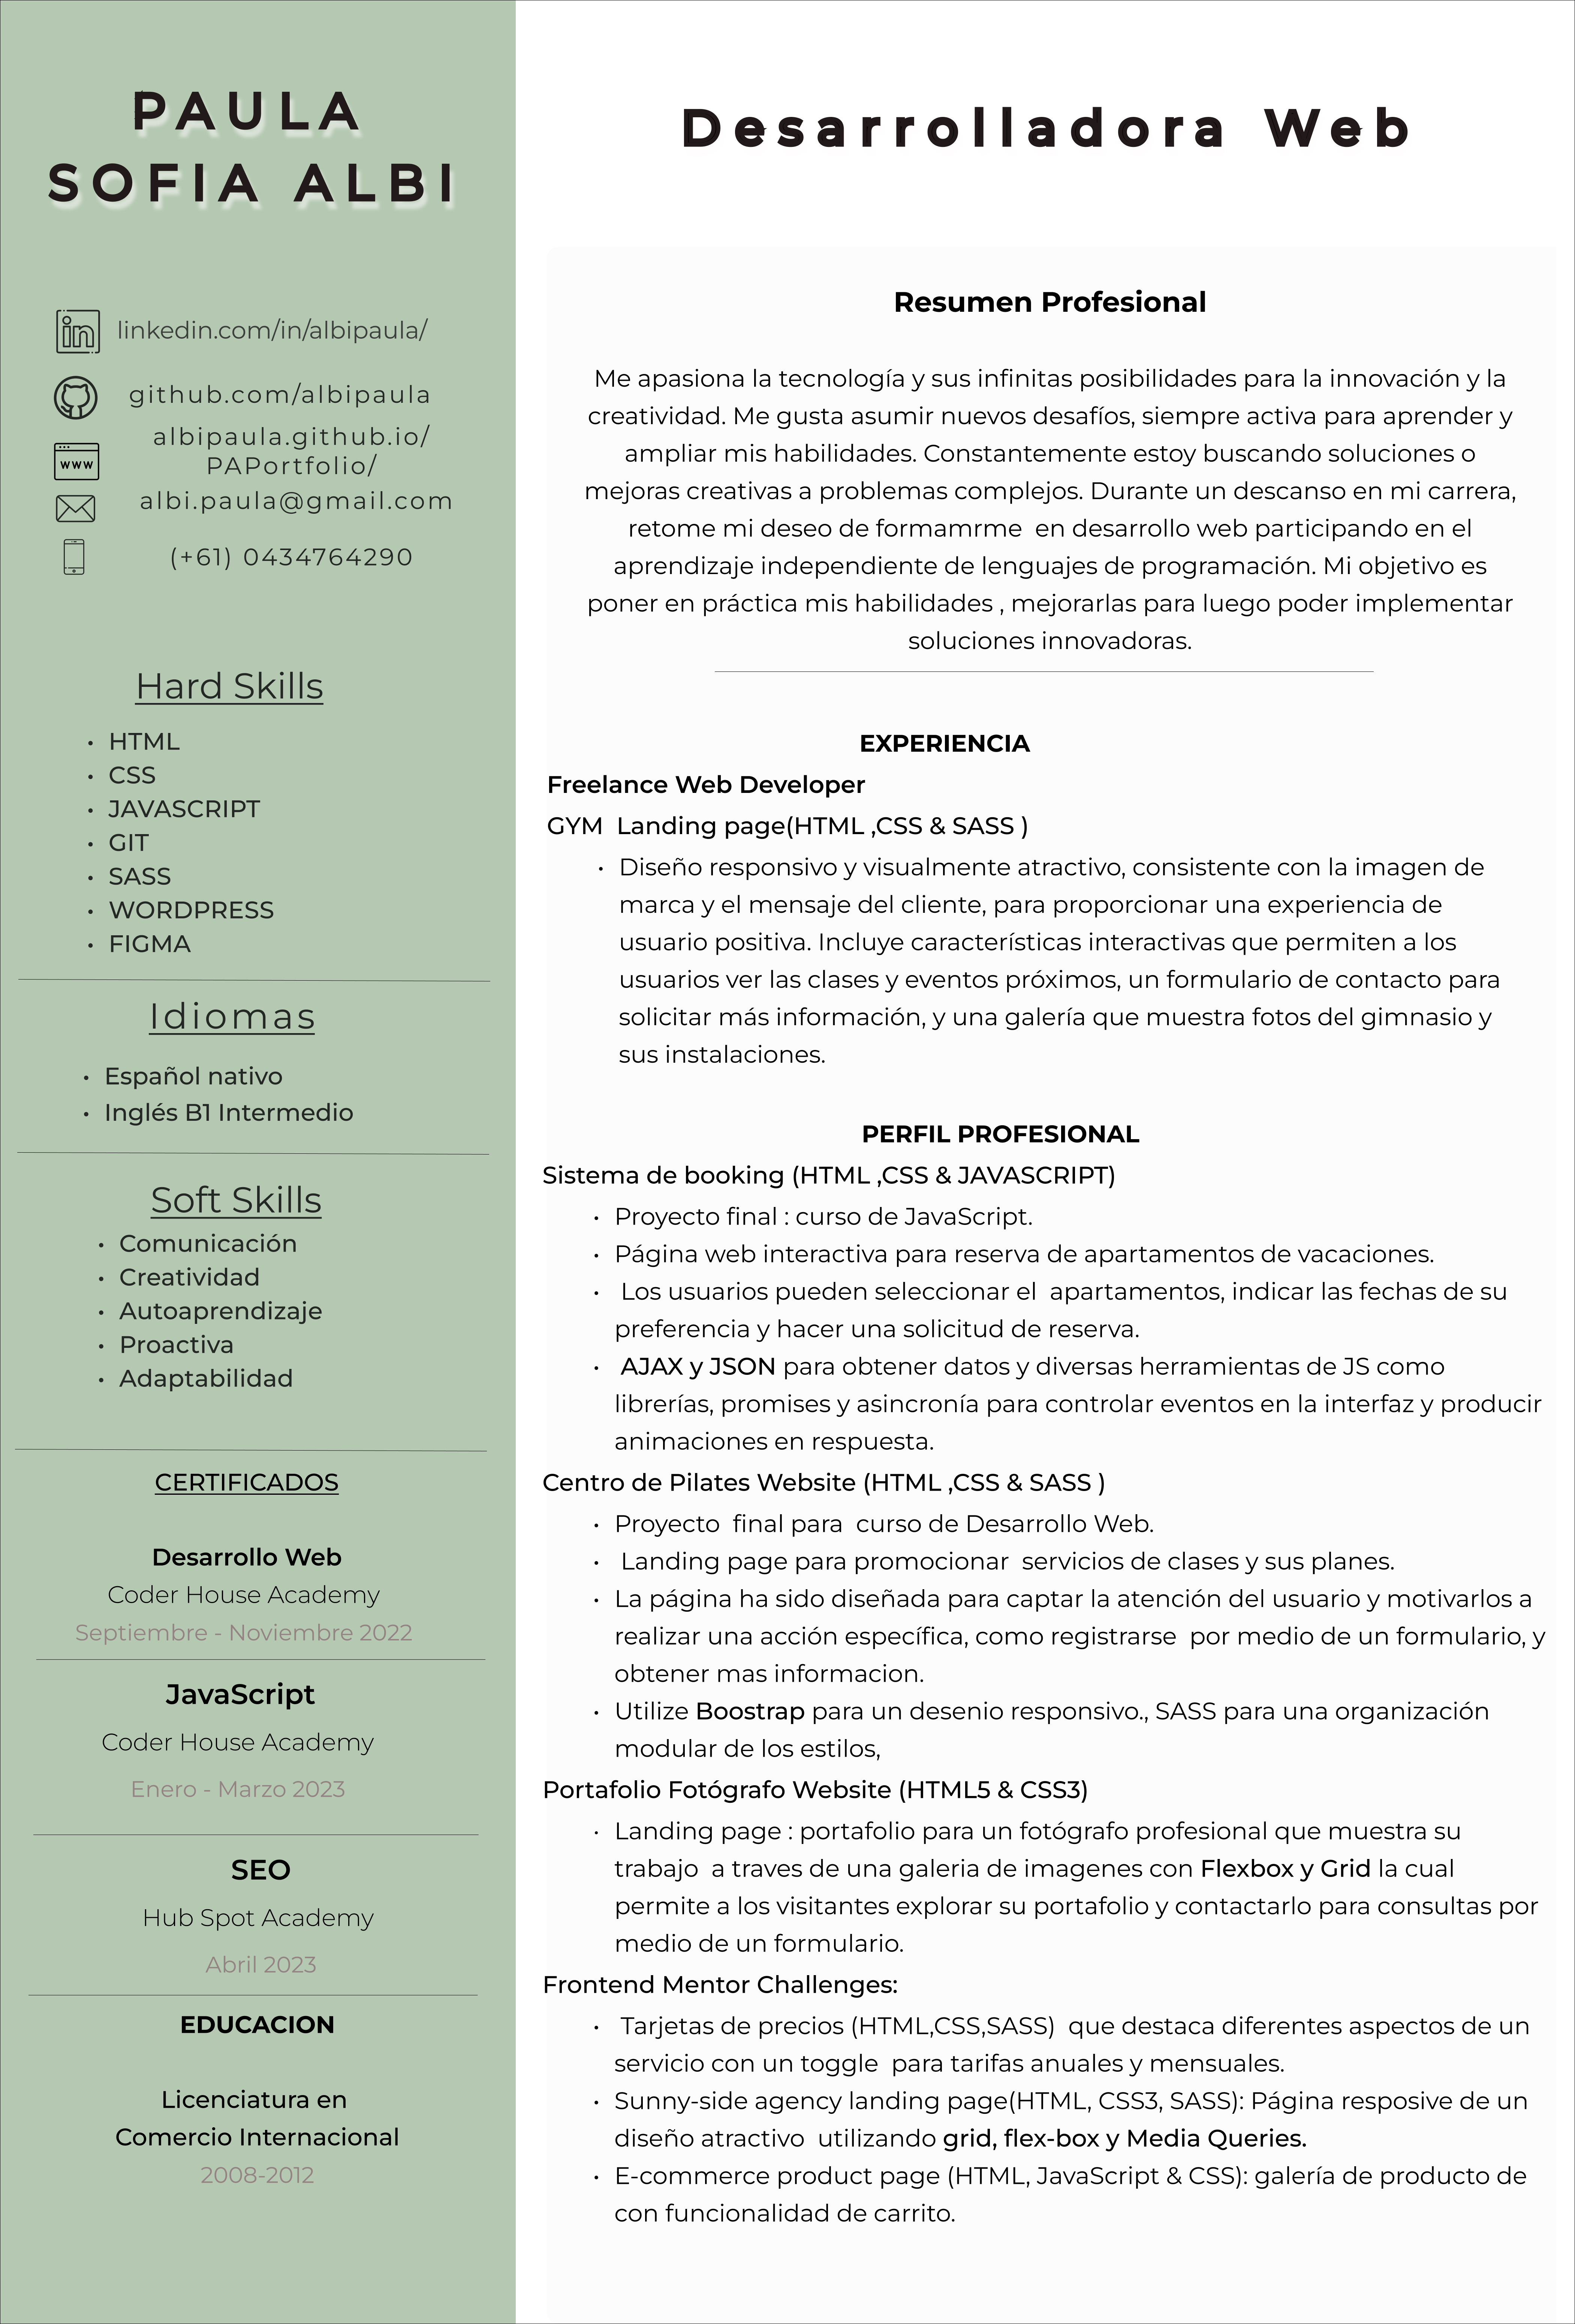 PAULA
SOFIA ALBI
linkedin.com/in/albipaula/
github.com/albipaula
www
albipaula.github.io/
PAPortfolio/
albi.paula@gmail.com
(+61) 0434764290
Hard Skills
• HTML
• CSS
• JAVASCRIPT
• GIT
• SASS
• WORDPRESS
• FIGMA
Idiomas
• Español nativo
• Inglés B1 Intermedio
Soft Skills
• Comunicación
• Creatividad
• Autoaprendizaje
• Proactiva
• Adaptabilidad
CERTIFICADOS
Desarrollo Web
Coder House Academy
Septiembre - Noviembre 2022
JavaScript
Coder House Academy
Enero - Marzo 2023
SEO
Hub Spot Academy
Abril 2023
EDUCACION
Licenciatura en
Comercio Internacional
2008-2012
Desarrolladora Web
Resumen Profesional
Me apasiona la tecnología y sus infinitas posibilidades para la innovación y la
creatividad. Me gusta asumir nuevos desafíos, siempre activa para aprender y
ampliar mis habilidades. Constantemente estoy buscando soluciones o
mejoras creativas a problemas complejos. Durante un descanso en mi carrera,
retome mi deseo de formamrme  en desarrollo web participando en el
aprendizaje independiente de lenguajes de programación. Mi objetivo es
poner en práctica mis habilidades , mejorarlas para luego poder implementar
soluciones innovadoras.
EXPERIENCIA
Freelance Web Developer
GYM  Landing page(HTML ,CSS & SASS )
• Diseño responsivo y visualmente atractivo, consistente con la imagen de
marca y el mensaje del cliente, para proporcionar una experiencia de
usuario positiva. Incluye características interactivas que permiten a los
usuarios ver las clases y eventos próximos, un formulario de contacto para
solicitar más información, y una galería que muestra fotos del gimnasio y
sus instalaciones.
PERFIL PROFESIONAL
Sistema de booking (HTML ,CSS & JAVASCRIPT)
• Proyecto final : curso de JavaScript.
• Página web interactiva para reserva de apartamentos de vacaciones.
• Los usuarios pueden seleccionar el  apartamentos, indicar las fechas de su
preferencia y hacer una solicitud de reserva.
• AJAX y JSON para obtener datos y diversas herramientas de JS como
librerías, promises y asincronía para controlar eventos en la interfaz y producir
animaciones en respuesta.
Centro de Pilates Website (HTML ,CSS & SASS )
• Proyecto  final para  curso de Desarrollo Web.
• Landing page para promocionar  servicios de clases y sus planes.
• La página ha sido diseñada para captar la atención del usuario y motivarlos a
realizar una acción específica, como registrarse  por medio de un formulario, y
obtener mas informacion.
• Utilize Boostrap para un desenio responsivo., SASS para una organización
modular de los estilos,
Portafolio Fotógrafo Website (HTML5 & CSS3)
• Landing page : portafolio para un fotógrafo profesional que muestra su
trabajo  a traves de una galeria de imagenes con Flexbox y Grid la cual
permite a los visitantes explorar su portafolio y contactarlo para consultas por
medio de un formulario.
Frontend Mentor Challenges:
• Tarjetas de precios (HTML,CSS,SASS)  que destaca diferentes aspectos de un
servicio con un toggle  para tarifas anuales y mensuales.
• Sunny-side agency landing page(HTML, CSS3, SASS): Página resposive de un
diseño atractivo  utilizando grid, flex-box y Media Queries.
• E-commerce product page (HTML, JavaScript & CSS): galería de producto de
con funcionalidad de carrito.